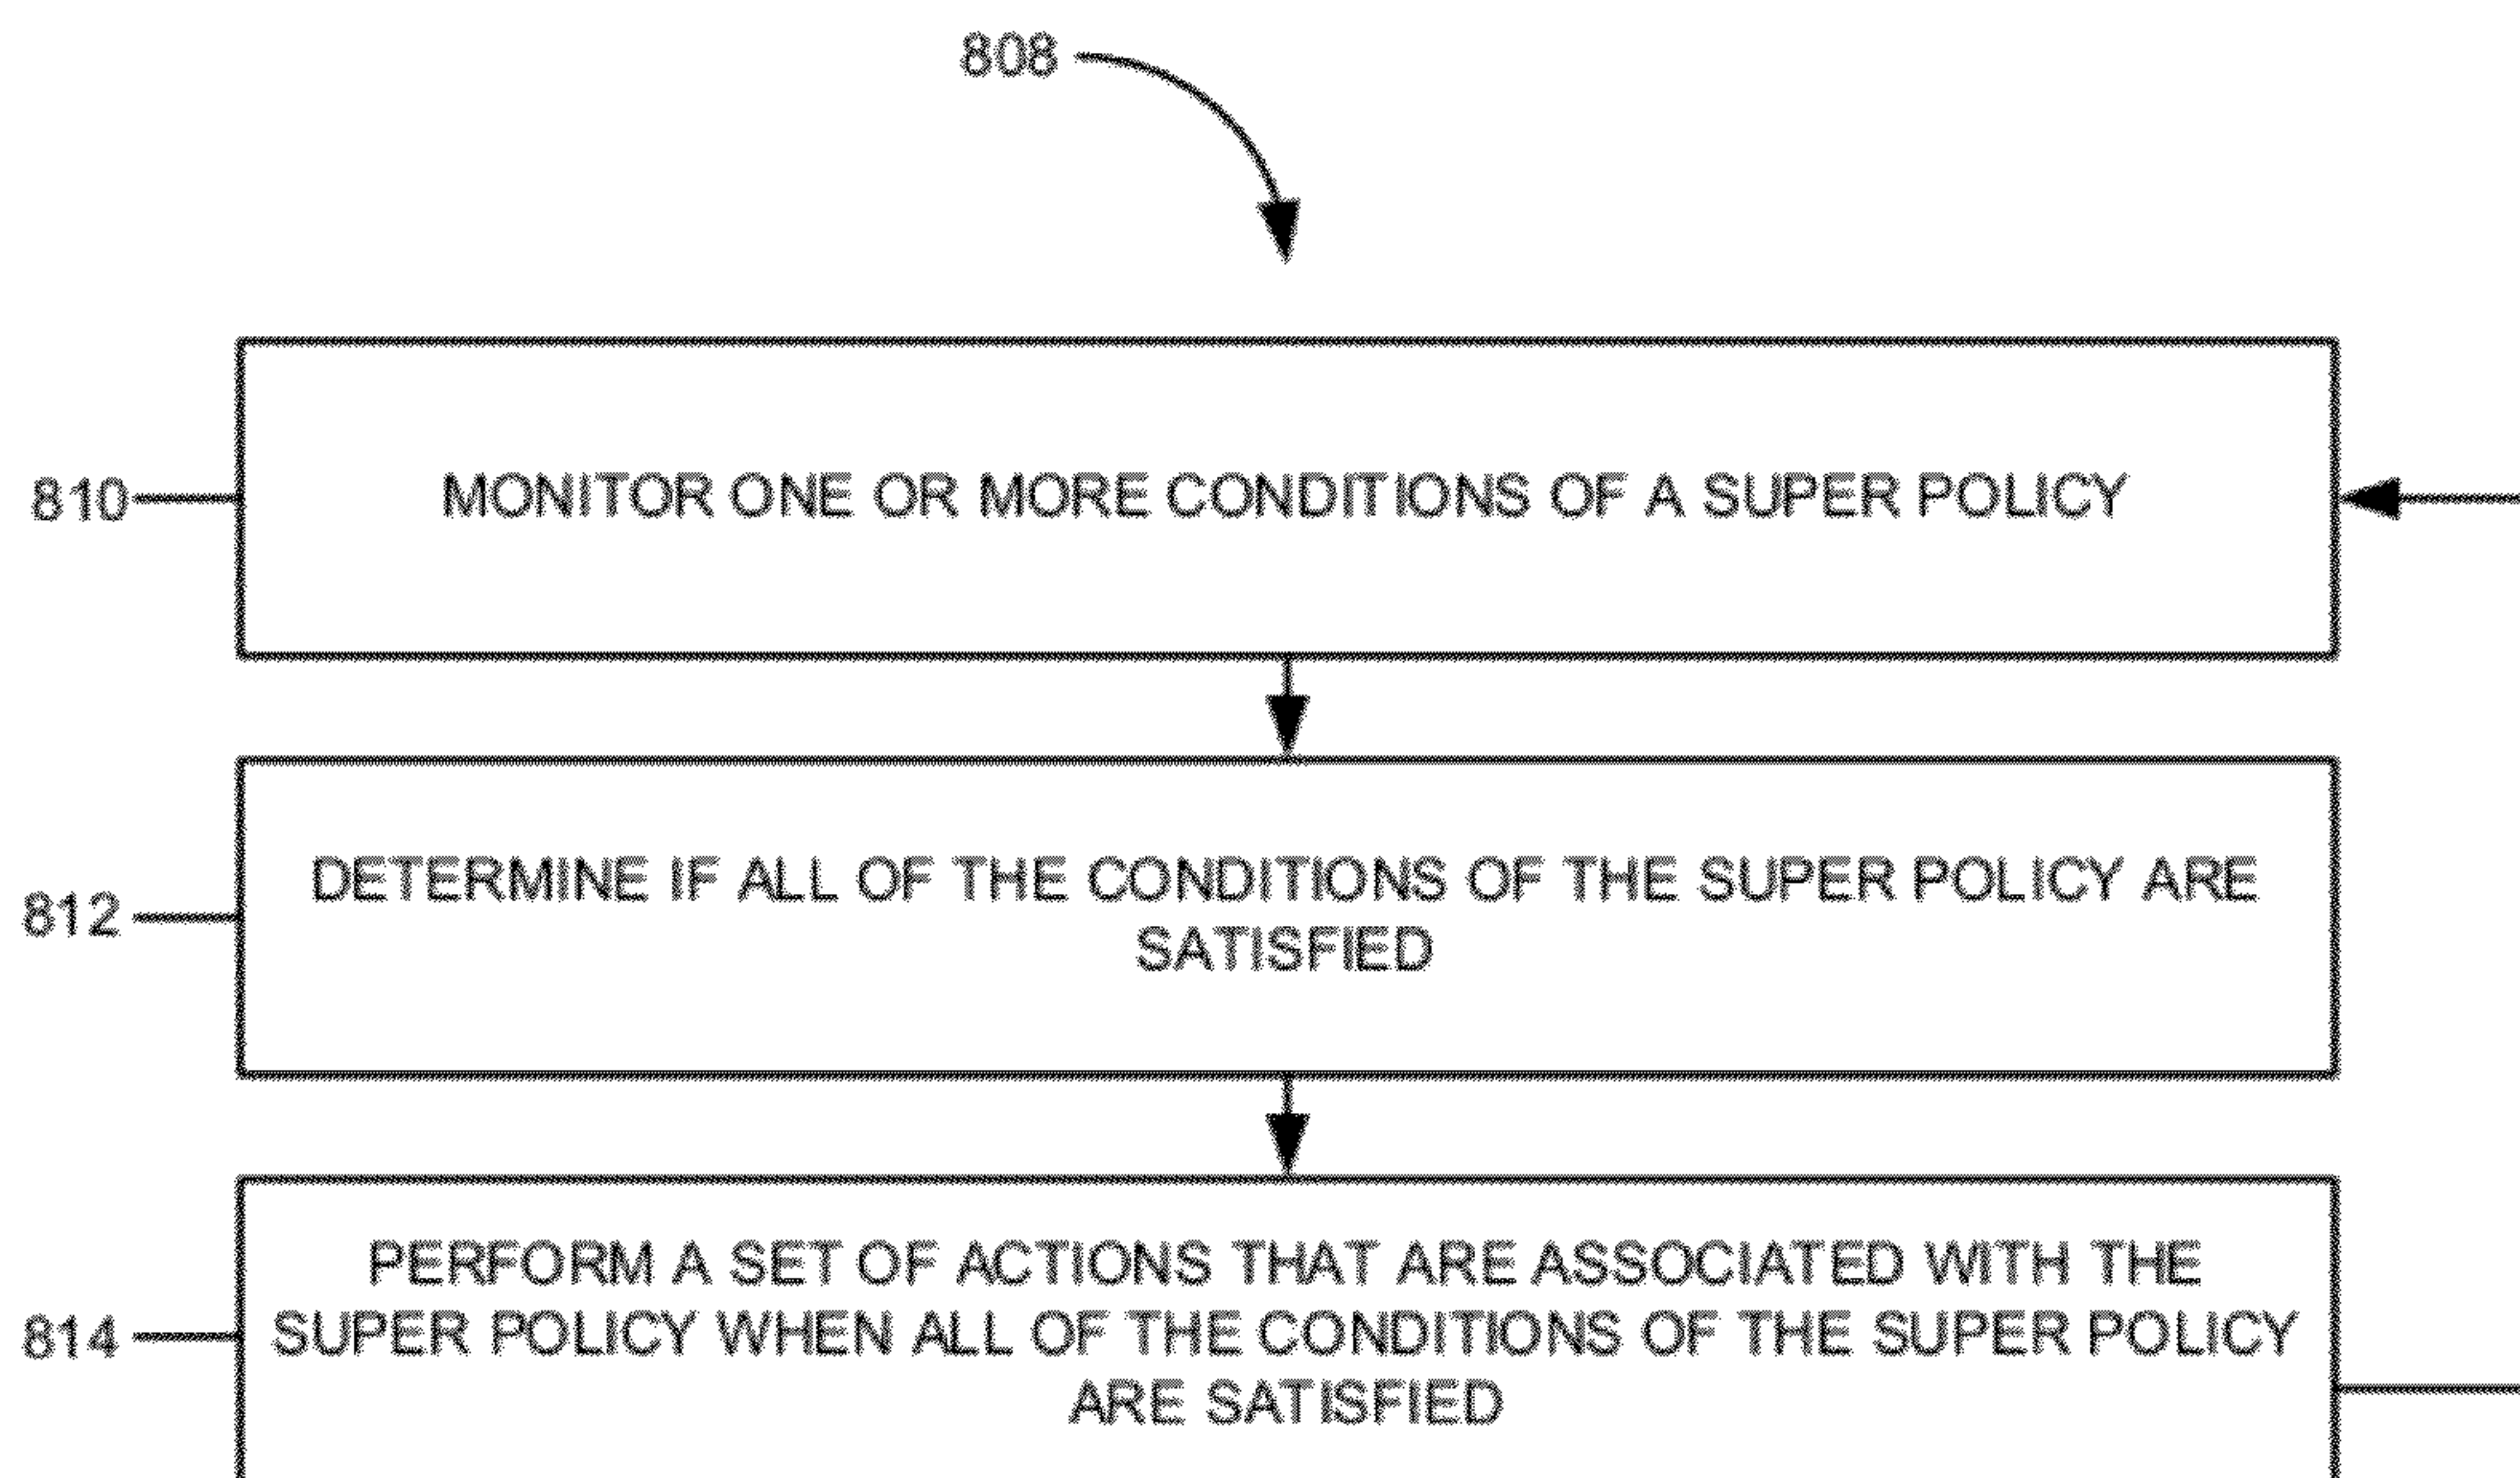 808
810
MONITOR ONE OR MORE CONDITIONS OF A SUPER POLICY
812
DETERMINE IF ALL OF THE CONDITIONS OF THE SUPER POLICY ARE
SATISFIED
814
PERFORM A SET OF ACTIONS THAT ARE ASSOCIATED WITH THE
SUPER POLICY WHEN ALL OF THE CONDITIONS OF THE SUPER POLICY
ARE SATISFIED